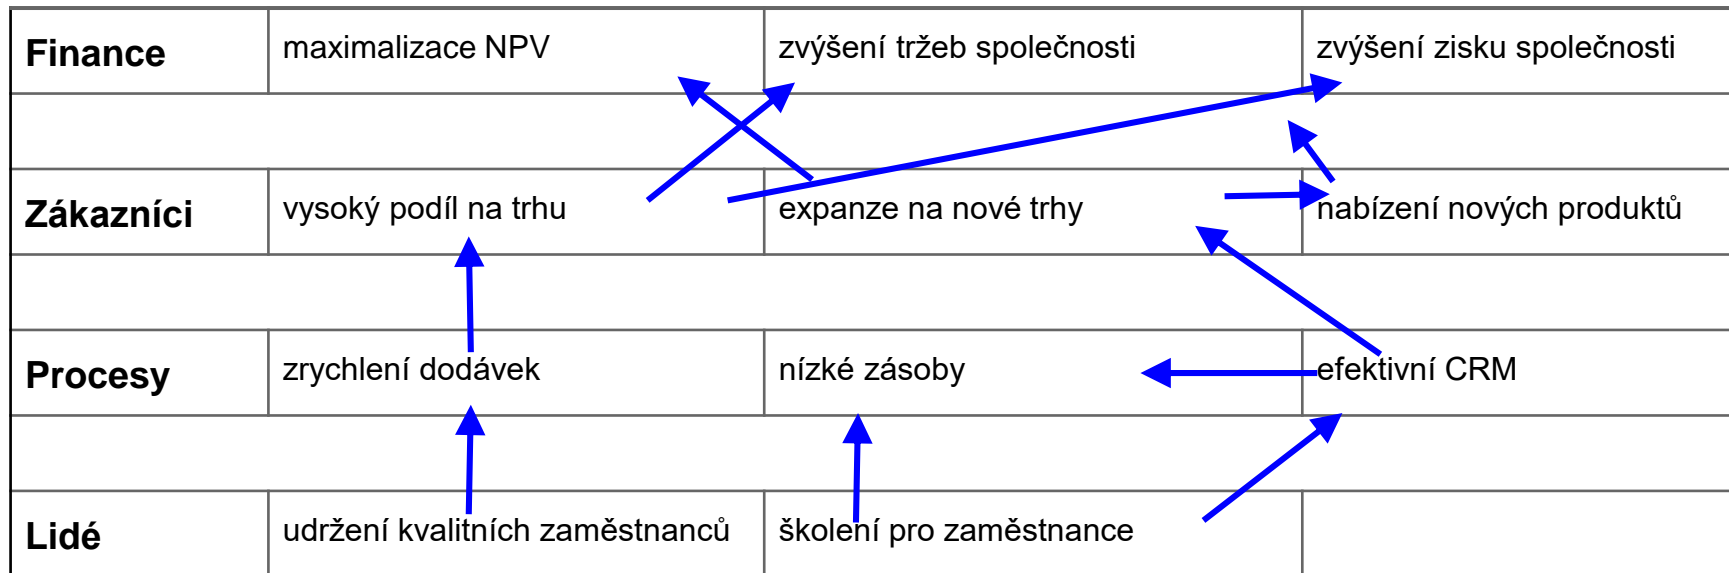 Finance maximalizace NPV zvýšení tržeb společnosti zvýšení zisku společnosti
Zákazníci vysoký podíl na trhu expanze na nové trhy nabízení nových produktů
Procesy zrychlení dodávek nízké zásoby efektivní CRM
Lidé udržení kvalitních zaměstnanců školení pro zaměstnance